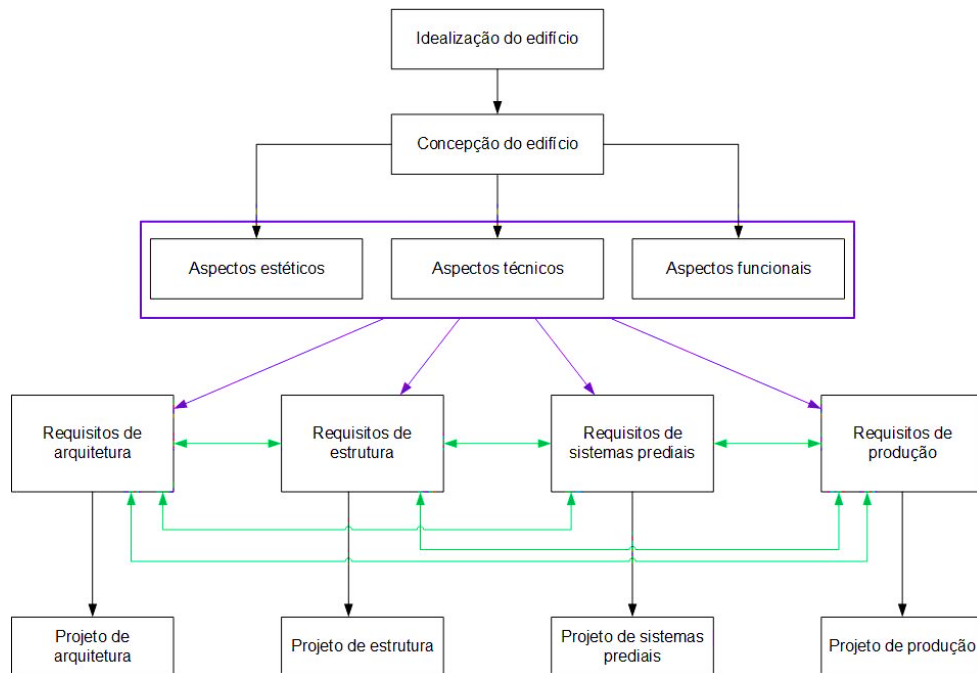 Idealização do edifício
Concepção do edifício
Aspectos estéticos
Aspectos técnicos
Aspectos funcionais
Requisitos de
arquitetura
Requisitos de
estrutura
Requisitos de
sistemas prediais
Requisitos de
produção
Projeto de
arquitetura
Projeto de estrutura
Projeto de sistemas
prediais
Projeto de produção